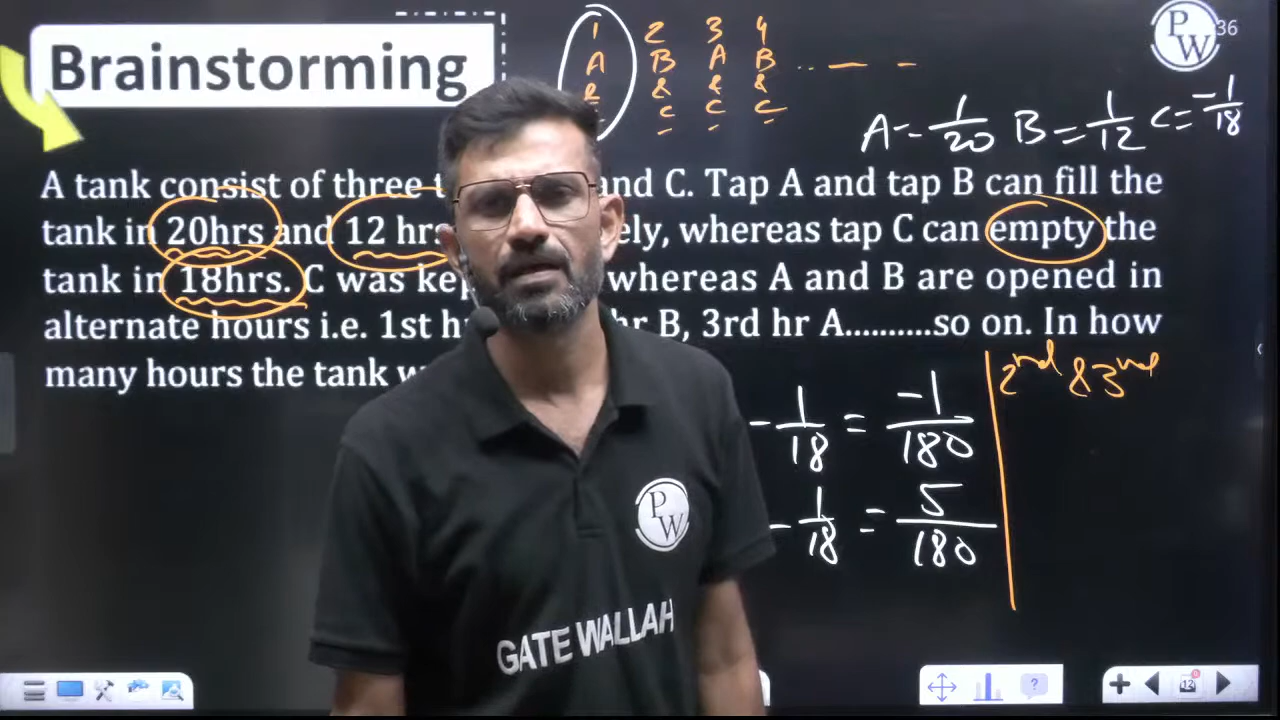 Brainstorming
1 2 3 4
A B A B .. — -
& & & &
C C C
PW
36
A = 1/20 B = 1/12 C = -1/18
A tank consist of three and C. Tap A and tap B can fill the
tank in 20hrs and 12 hrs whereas tap C can empty the
tank in 18hrs. C was whereas A and B are opened in
alternate hours i.e. 1st hr B, 3rd hr A..........so on. In how
many hours the tank
2nd & 3rd
- 1/18 = -1/180
- 1/18 = 5/180
PW
GATE WALLAH